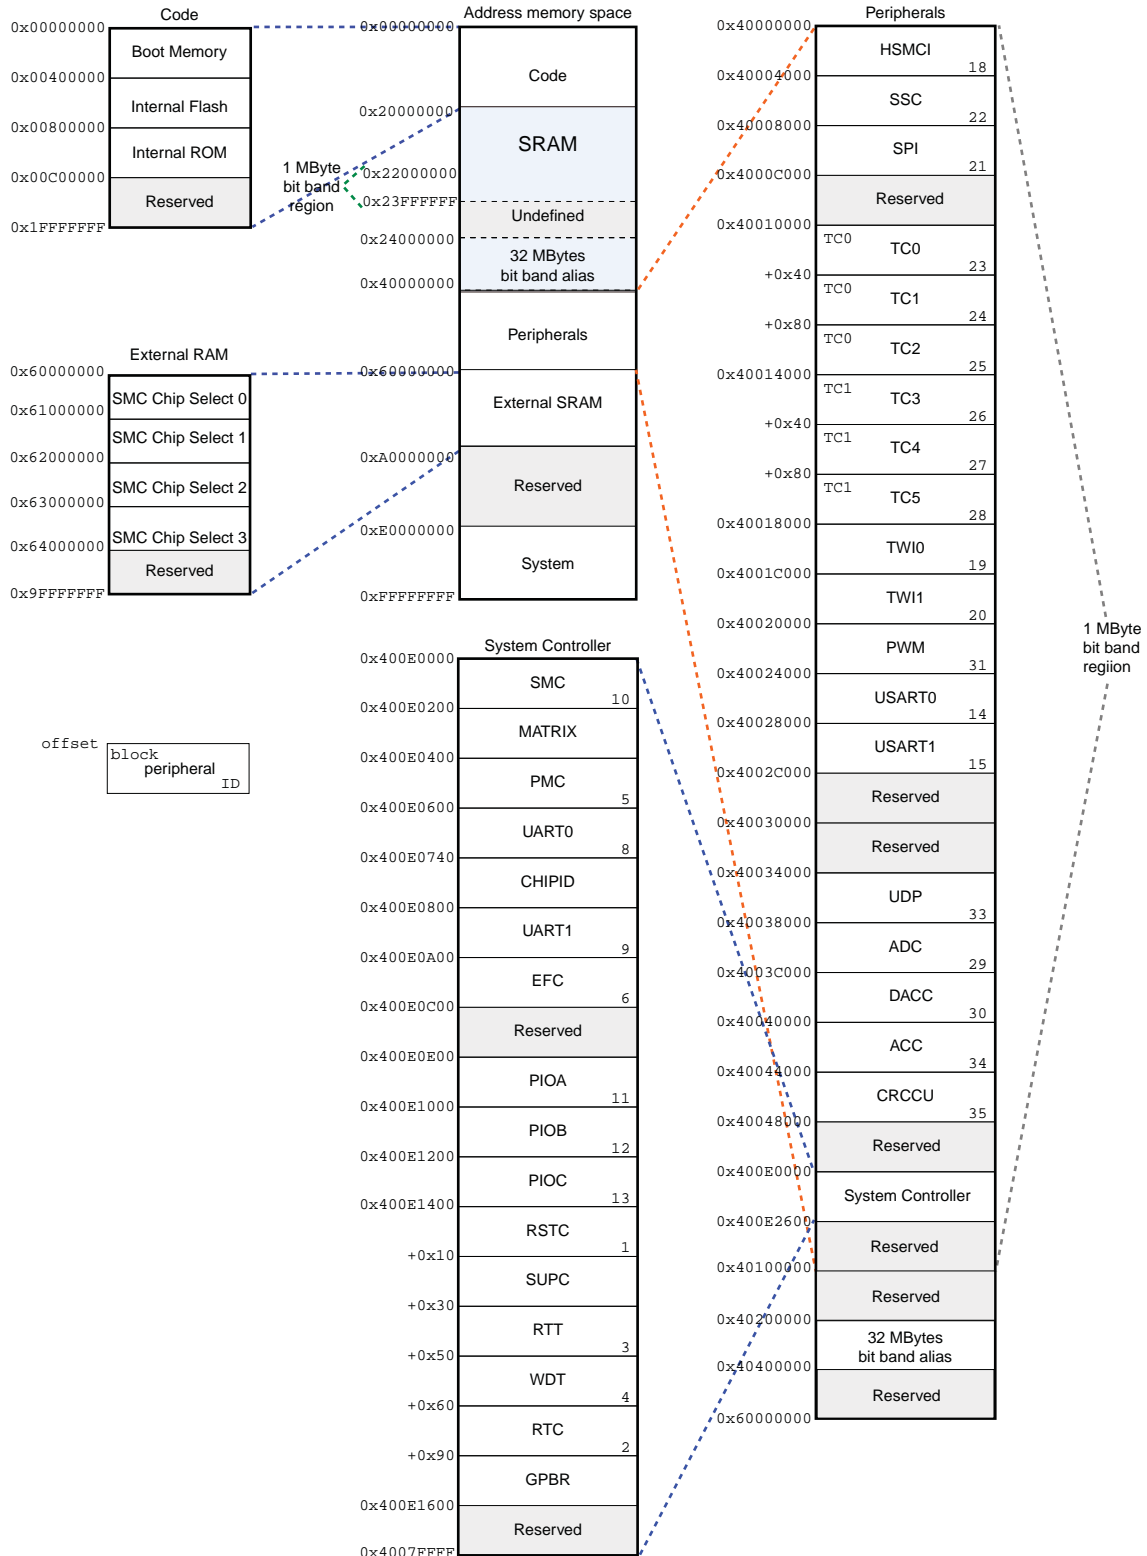 Code
0x00000000
Boot Memory
0x00400000
Internal Flash
0x00800000
Internal ROM
0x00C00000
Reserved
0x1FFFFFFF
1 MByte
bit band
region
External RAM
0x60000000
SMC Chip Select 0
0x61000000
SMC Chip Select 1
0x62000000
SMC Chip Select 2
0x63000000
SMC Chip Select 3
0x64000000
Reserved
0x9FFFFFFF
offset
block
peripheral
ID
Address memory space
0x00000000
Code
0x20000000
SRAM
0x22000000
0x23FFFFFF
Undefined
0x24000000
32 MBytes
bit band alias
0x40000000
Peripherals
0x60000000
External SRAM
0xA0000000
Reserved
0xE0000000
System
0xFFFFFFFF
System Controller
0x400E0000
SMC
10
0x400E0200
MATRIX
0x400E0400
PMC
5
0x400E0600
UART0
8
0x400E0740
CHIPID
0x400E0800
UART1
9
0x400E0A00
EFC
6
0x400E0C00
Reserved
0x400E0E00
PIOA
11
0x400E1000
PIOB
12
0x400E1200
PIOC
13
0x400E1400
RSTC
1
+0x10
SUPC
+0x30
RTT
3
+0x50
WDT
4
+0x60
RTC
2
+0x90
GPBR
0x400E1600
Reserved
0x4007FFFF
Peripherals
0x40000000
HSMCI
18
0x40004000
SSC
22
0x40008000
SPI
21
0x4000C000
Reserved
0x40010000
TC0
TC0
23
+0x40
TC0
TC1
24
+0x80
TC0
TC2
25
0x40014000
TC1
TC3
26
+0x40
TC1
TC4
27
+0x80
TC1
TC5
28
0x40018000
TWI0
19
0x4001C000
TWI1
20
0x40020000
PWM
31
0x40024000
USART0
14
0x40028000
USART1
15
0x4002C000
Reserved
0x40030000
Reserved
0x40034000
UDP
33
0x40038000
ADC
29
0x4003C000
DACC
30
0x40040000
ACC
34
0x40044000
CRCCU
35
0x40048000
Reserved
0x400E0000
System Controller
0x400E2600
Reserved
0x40100000
Reserved
0x40200000
32 MBytes
bit band alias
0x40400000
Reserved
0x60000000
1 MByte
bit band
regiion